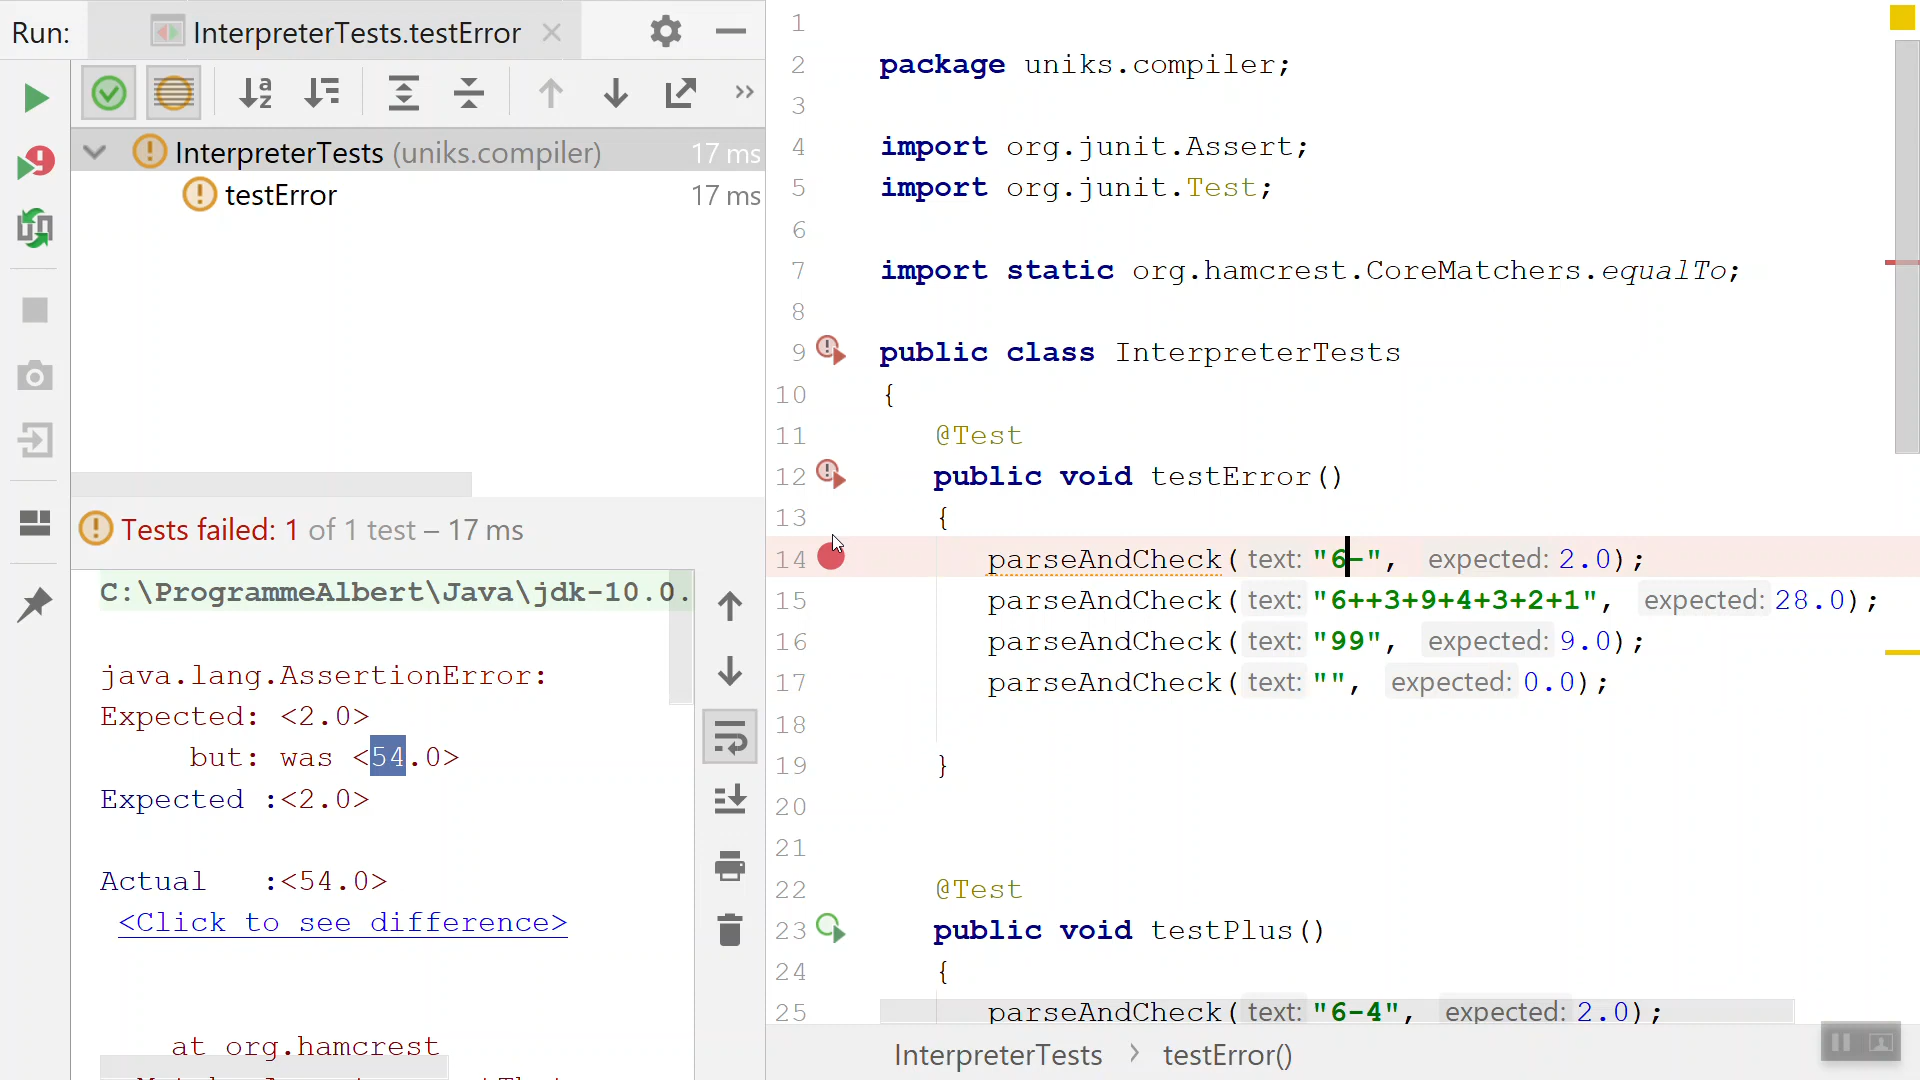 Run: InterpreterTests.testError
InterpreterTests (uniks.compiler) 17 ms
testError 17 ms
Tests failed: 1 of 1 test – 17 ms
C:\ProgrammeAlbert\Java\jdk-10.0.
java.lang.AssertionError:
Expected: <2.0>
but: was <54.0>
Expected :<2.0>
Actual :<54.0>
<Click to see difference>
at org.hamcrest
1
2 package uniks.compiler;
3
4 import org.junit.Assert;
5 import org.junit.Test;
6
7 import static org.hamcrest.CoreMatchers.equalTo;
8
9 public class InterpreterTests
10 {
11 @Test
12 public void testError()
13 {
14 parseAndCheck( text: "6-", expected: 2.0);
15 parseAndCheck( text: "6++3+9+4+3+2+1", expected: 28.0);
16 parseAndCheck( text: "99", expected: 9.0);
17 parseAndCheck( text: "", expected: 0.0);
18
19 }
20
21
22 @Test
23 public void testPlus()
24 {
25 parseAndCheck( text: "6-4", expected: 2.0);
InterpreterTests > testError()